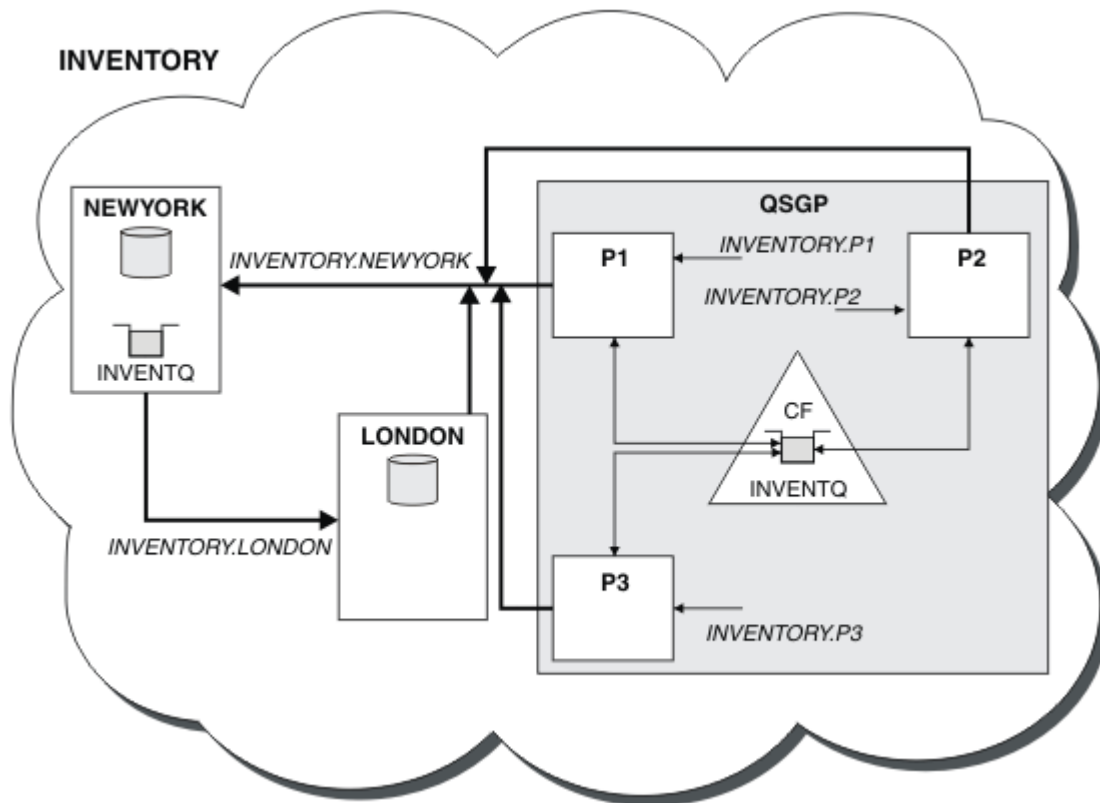 INVENTORY
NEWYORK
INVENTQ
INVENTORY.NEWYORK
LONDON
INVENTORY.LONDON
QSGP
P1
INVENTORY.P1
P2
INVENTORY.P2
CF
INVENTQ
P3
INVENTORY.P3